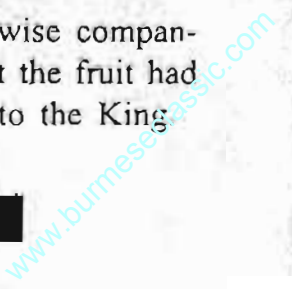 wise compan-
t the fruit had
to the King.
www.burmeseclassic.com